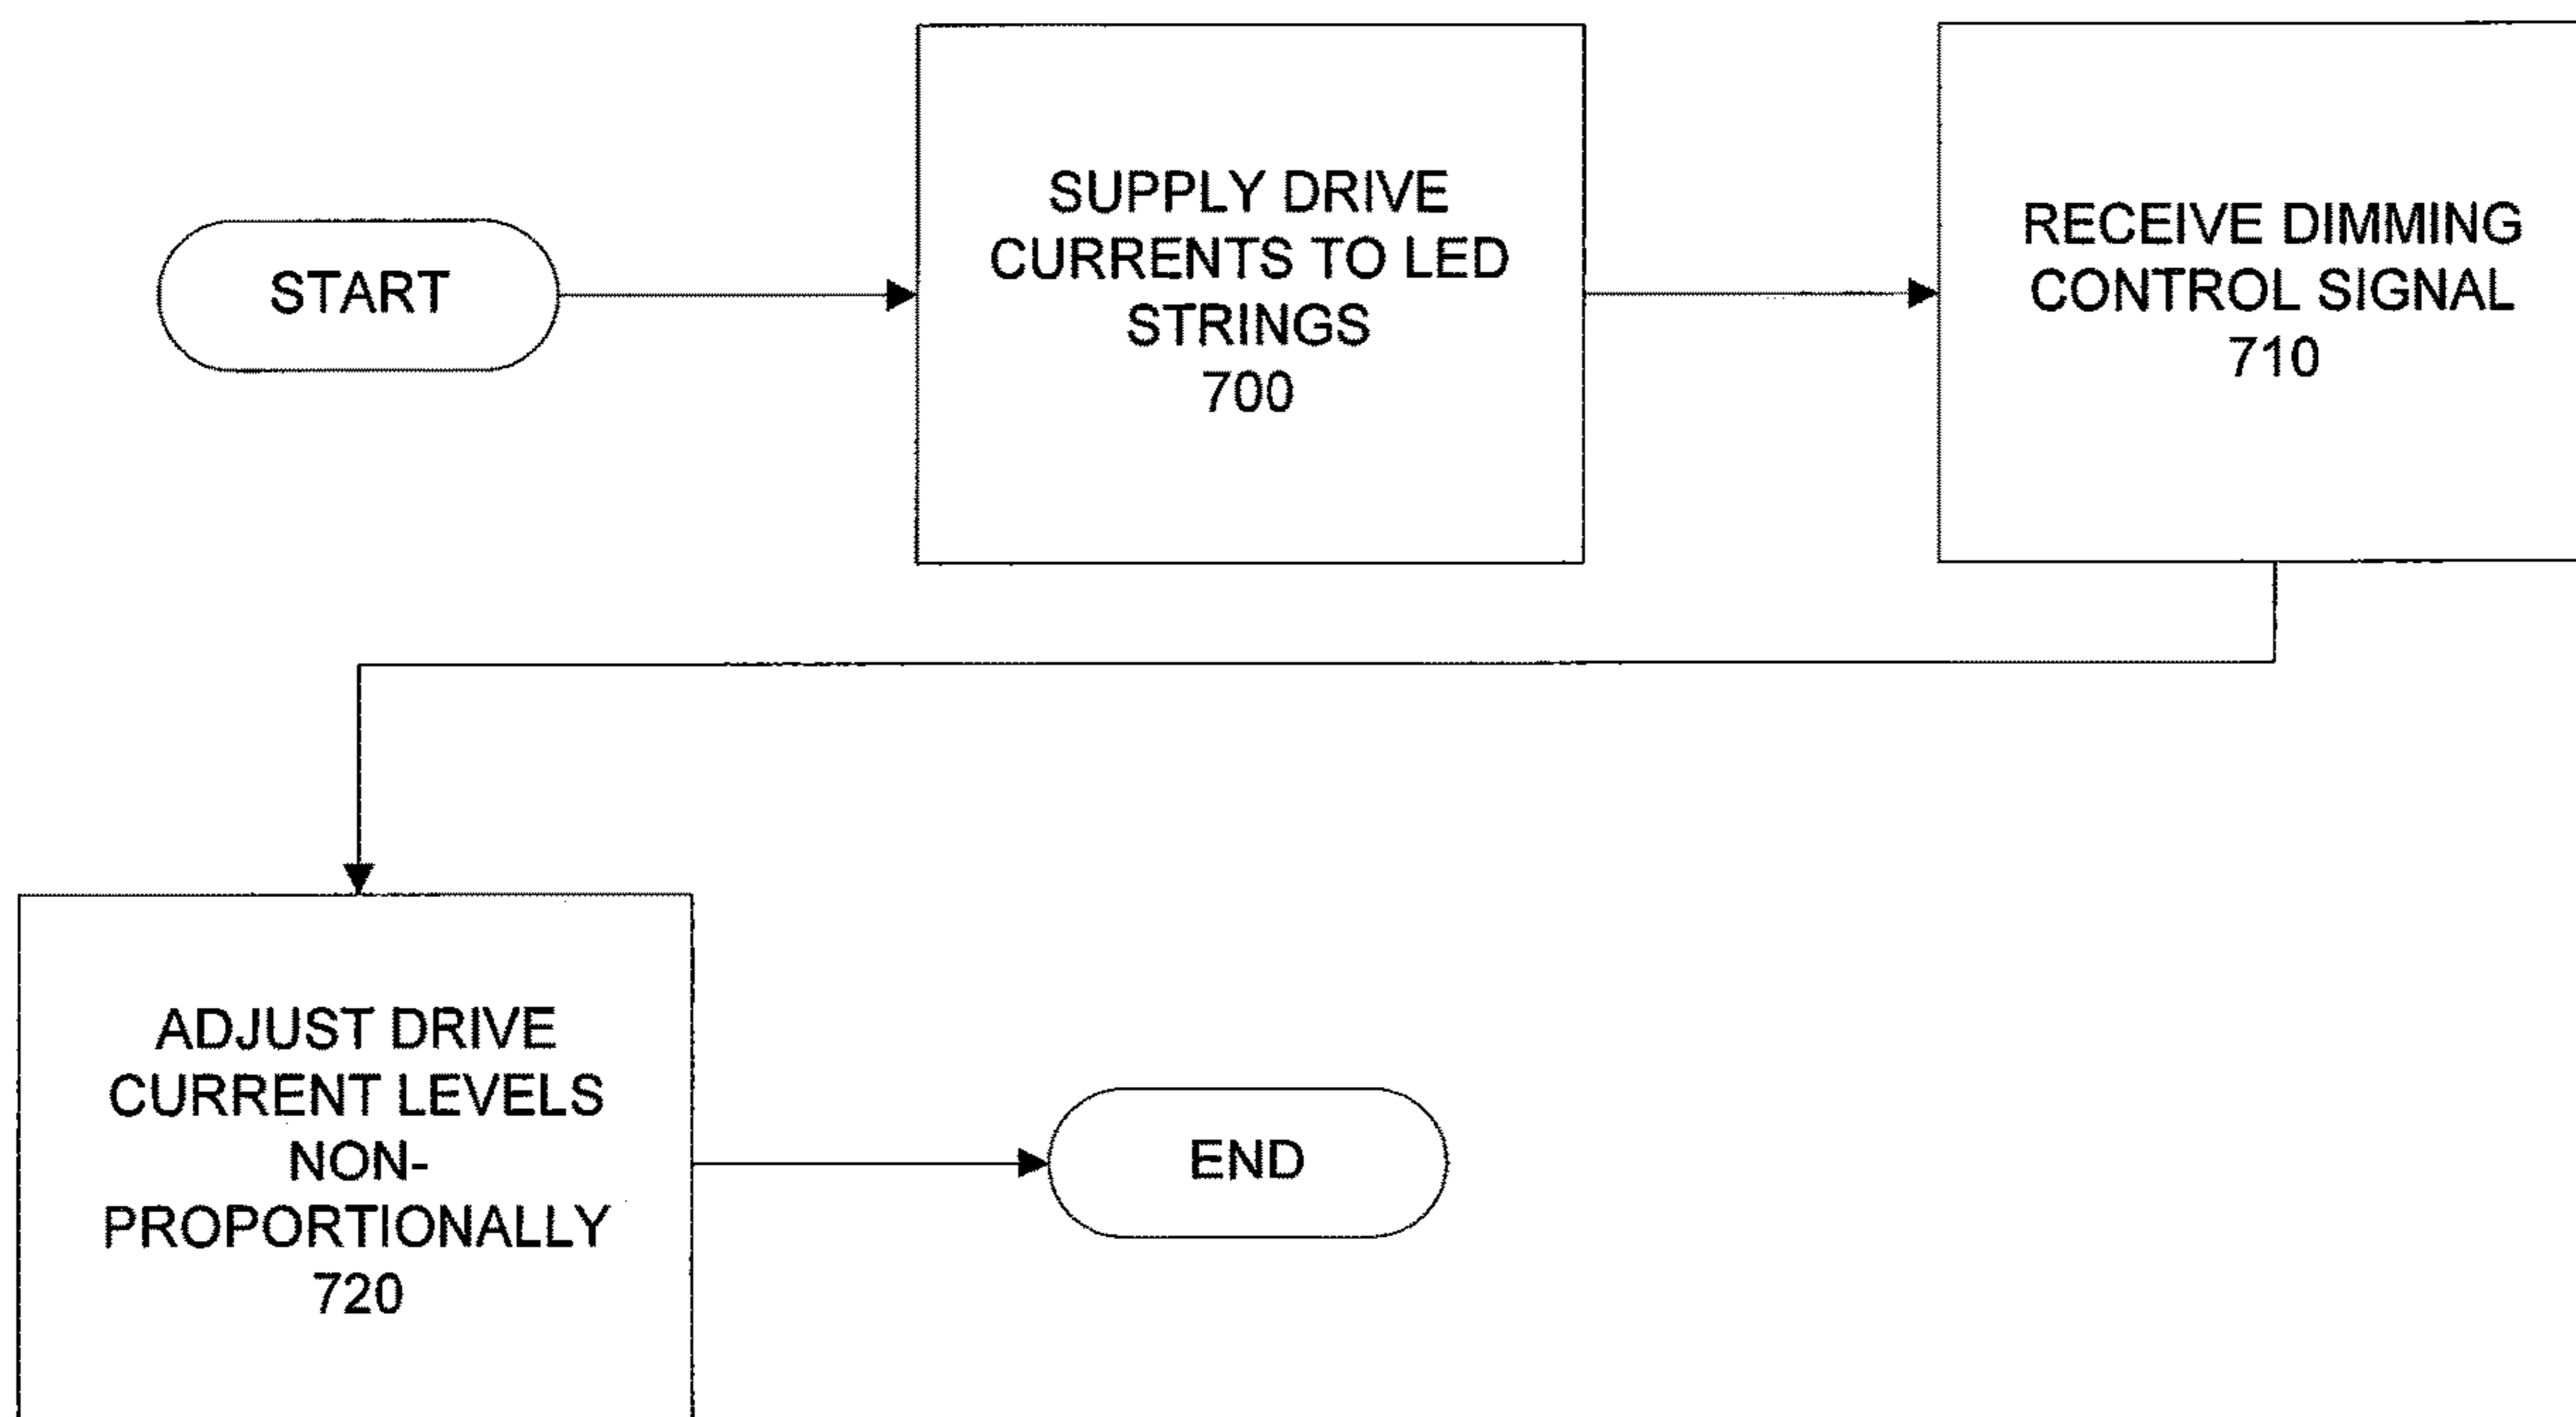 START
SUPPLY DRIVE
CURRENTS TO LED
STRINGS
700
RECEIVE DIMMING
CONTROL SIGNAL
710
ADJUST DRIVE
CURRENT LEVELS
NON-
PROPORTIONALLY
720
END